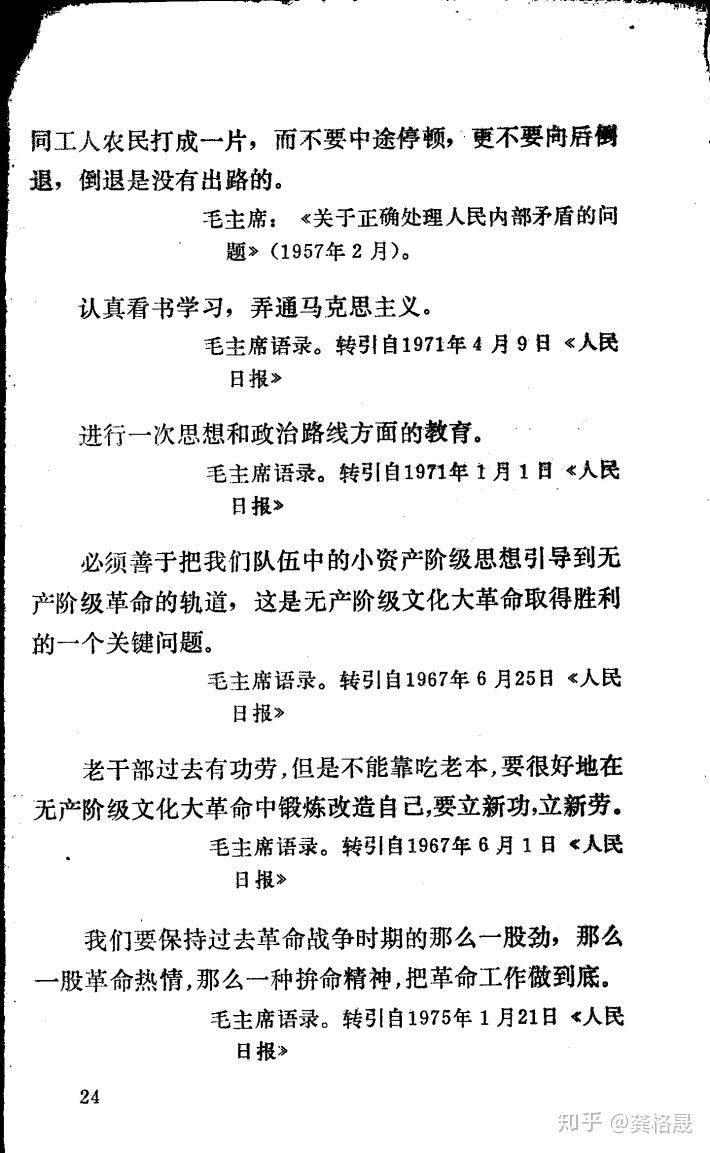 同工人农民打成一片，而不要中途停顿，更不要向后倒
退，倒退是没有出路的。
毛主席：《关于正确处理人民内部矛盾的问
题》（1957年2月）。
认真看书学习，弄通马克思主义。
毛主席语录。转引自1971年4月9日《人民
日报》
进行一次思想和政治路线方面的教育。
毛主席语录。转引自1971年1月1日《人民
日报》
必须善于把我们队伍中的小资产阶级思想引导到无
产阶级革命的轨道，这是无产阶级文化大革命取得胜利
的一个关键问题。
毛主席语录。转引自1967年6月25日《人民
日报》
老干部过去有功劳，但是不能靠吃老本，要很好地在
无产阶级文化大革命中锻炼改造自己，要立新功，立新劳。
毛主席语录。转引自1967年6月1日《人民
日报》
我们要保持过去革命战争时期的那么一股劲，那么
一股革命热情，那么一种拚命精神，把革命工作做到底。
毛主席语录。转引自1975年1月21日《人民
日报》
24
知乎 @龚格晟